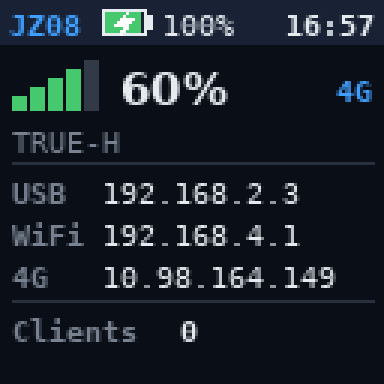 JZ08 100% 16:57
60% 4G
TRUE-H
USB 192.168.2.3
WiFi 192.168.4.1
4G 10.98.164.149
Clients 0